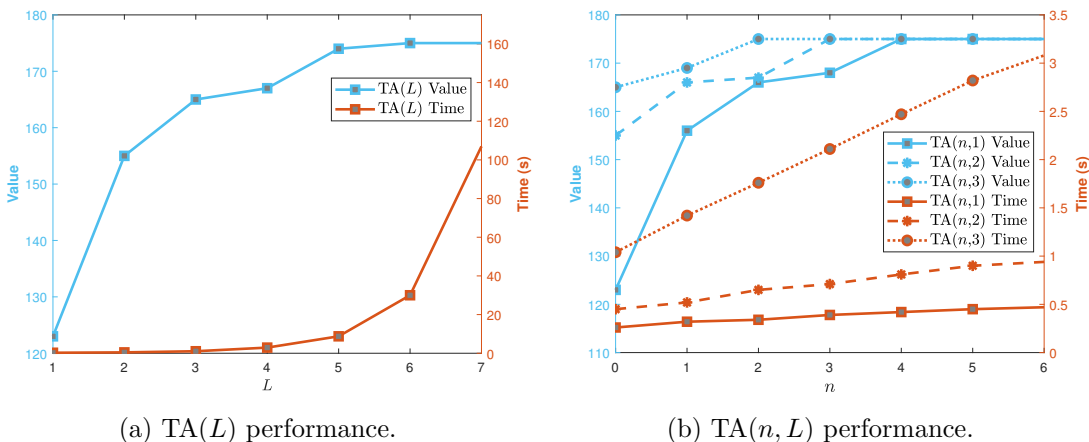 180
170
160
150
140
130
120
Value
160
140
120
100
80
60
40
20
0
Time (s)
TA(L) Value
TA(L) Time
1 2 3 4 5 6 7
L
(a) TA(L) performance.
180
170
160
150
140
130
120
110
Value
3.5
3
2.5
2
1.5
1
0.5
0
Time (s)
TA(n,1) Value
TA(n,2) Value
TA(n,3) Value
TA(n,1) Time
TA(n,2) Time
TA(n,3) Time
0 1 2 3 4 5 6
n
(b) TA(n, L) performance.